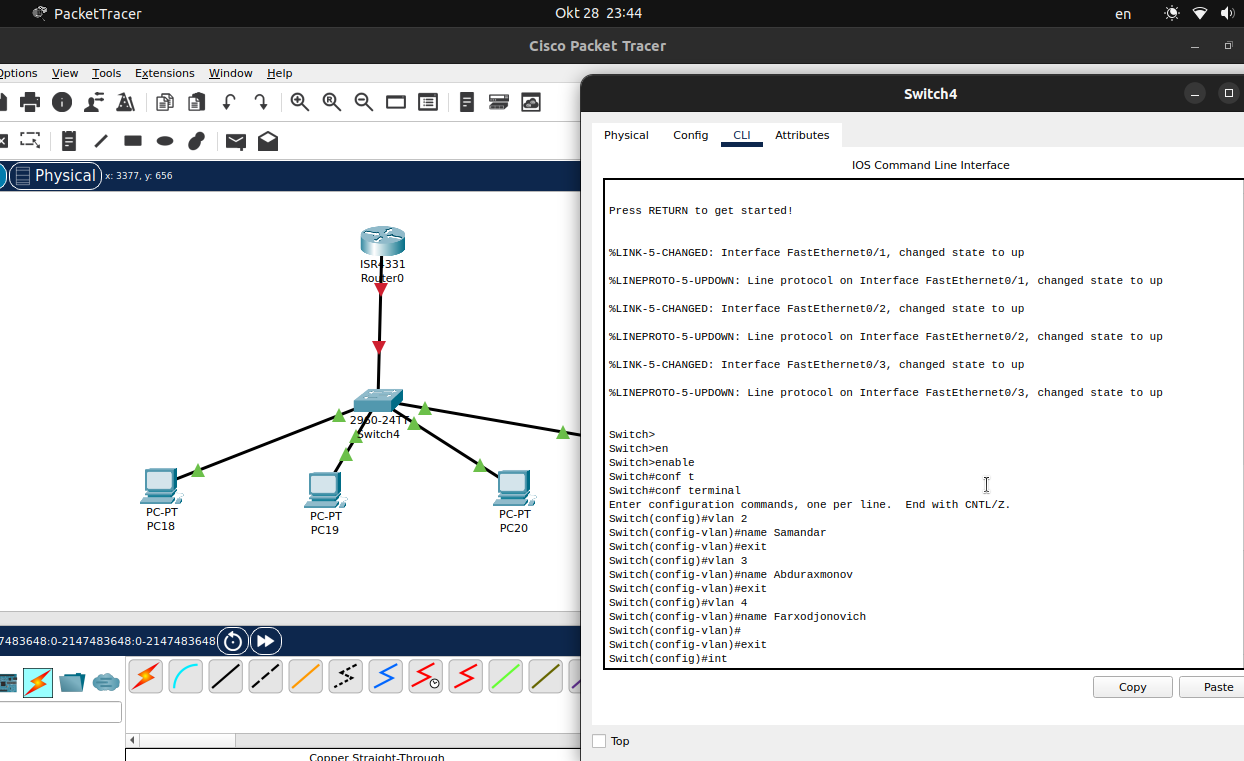 PacketTracer
Okt 28 23:44
en
Cisco Packet Tracer
Options View Tools Extensions Window Help
Physical x: 3377, y: 656
ISR4331
Router0
2960-24TT
Switch4
PC-PT
PC18
PC-PT
PC19
PC-PT
PC20
7483648:0-2147483648:0-2147483648
Copper Straight-Through
Switch4
Physical Config CLI Attributes
IOS Command Line Interface
Press RETURN to get started!
%LINK-5-CHANGED: Interface FastEthernet0/1, changed state to up
%LINEPROTO-5-UPDOWN: Line protocol on Interface FastEthernet0/1, changed state to up
%LINK-5-CHANGED: Interface FastEthernet0/2, changed state to up
%LINEPROTO-5-UPDOWN: Line protocol on Interface FastEthernet0/2, changed state to up
%LINK-5-CHANGED: Interface FastEthernet0/3, changed state to up
%LINEPROTO-5-UPDOWN: Line protocol on Interface FastEthernet0/3, changed state to up
Switch>
Switch>en
Switch>enable
Switch#conf t
Switch#conf terminal
Enter configuration commands, one per line.  End with CNTL/Z.
Switch(config)#vlan 2
Switch(config-vlan)#name Samandar
Switch(config-vlan)#exit
Switch(config)#vlan 3
Switch(config-vlan)#name Abduraxmonov
Switch(config-vlan)#exit
Switch(config)#vlan 4
Switch(config-vlan)#name Farxodjonovich
Switch(config-vlan)#
Switch(config-vlan)#exit
Switch(config)#int
Copy
Paste
Top